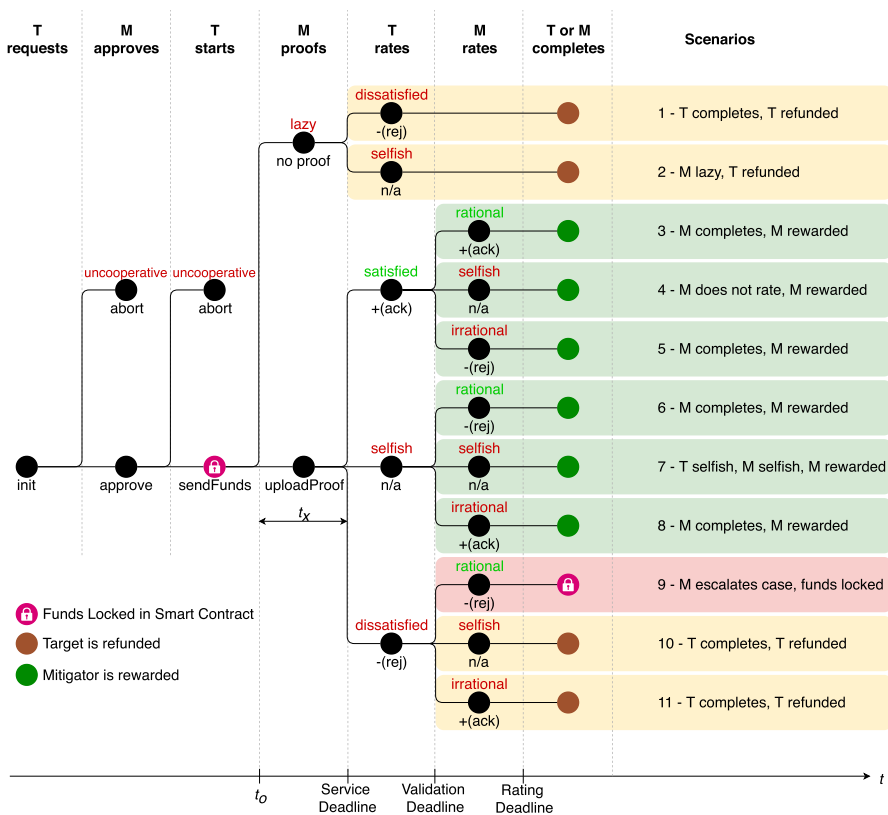 T
requests
M
approves
T
starts
M
proofs
T
rates
M
rates
T or M
completes
Scenarios
dissatisfied
-(rej)
1 - T completes, T refunded
lazy
no proof
selfish
n/a
2 - M lazy, T refunded
rational
+(ack)
3 - M completes, M rewarded
uncooperative
abort
uncooperative
abort
satisfied
+(ack)
selfish
n/a
4 - M does not rate, M rewarded
irrational
-(rej)
5 - M completes, M rewarded
rational
-(rej)
6 - M completes, M rewarded
init
approve
sendFunds
uploadProof
selfish
n/a
selfish
n/a
7 - T selfish, M selfish, M rewarded
tx
irrational
+(ack)
8 - M completes, M rewarded
rational
-(rej)
9 - M escalates case, funds locked
Funds Locked in Smart Contract
Target is refunded
Mitigator is rewarded
dissatisfied
-(rej)
selfish
n/a
10 - T completes, T refunded
irrational
+(ack)
11 - T completes, T refunded
t
to
Service
Deadline
Validation
Deadline
Rating
Deadline